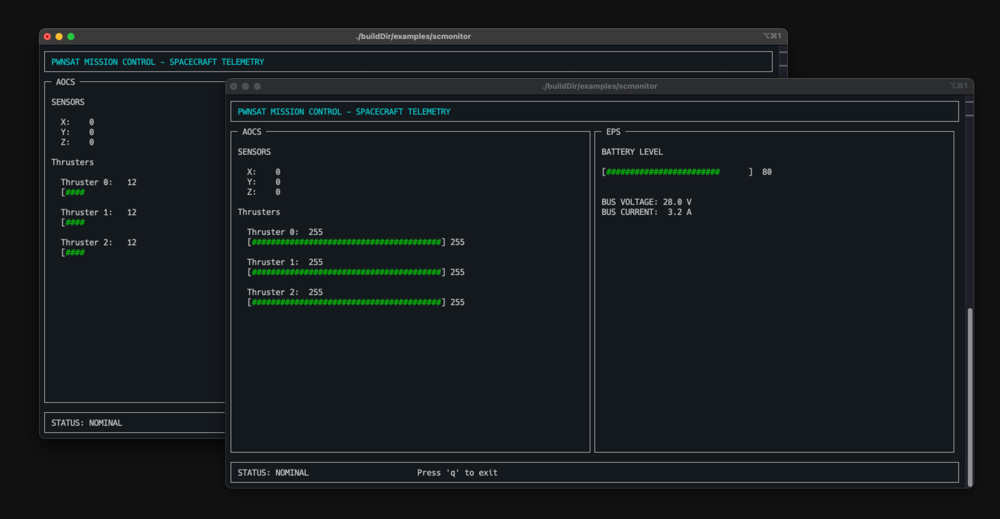 ./buildDir/examples/scmonitor
⌥⌘1
PWNSAT MISSION CONTROL - SPACECRAFT TELEMETRY
AOCS
SENSORS
X: 0
Y: 0
Z: 0
Thrusters
Thruster 0: 12
[####
Thruster 1: 12
[####
Thruster 2: 12
[####
STATUS: NOMINAL
./buildDir/examples/scmonitor
⌥⌘1
PWNSAT MISSION CONTROL - SPACECRAFT TELEMETRY
AOCS
SENSORS
X: 0
Y: 0
Z: 0
Thrusters
Thruster 0: 255
[########################################] 255
Thruster 1: 255
[########################################] 255
Thruster 2: 255
[########################################] 255
EPS
BATTERY LEVEL
[########################      ] 80
BUS VOLTAGE: 28.0 V
BUS CURRENT: 3.2 A
STATUS: NOMINAL Press 'q' to exit